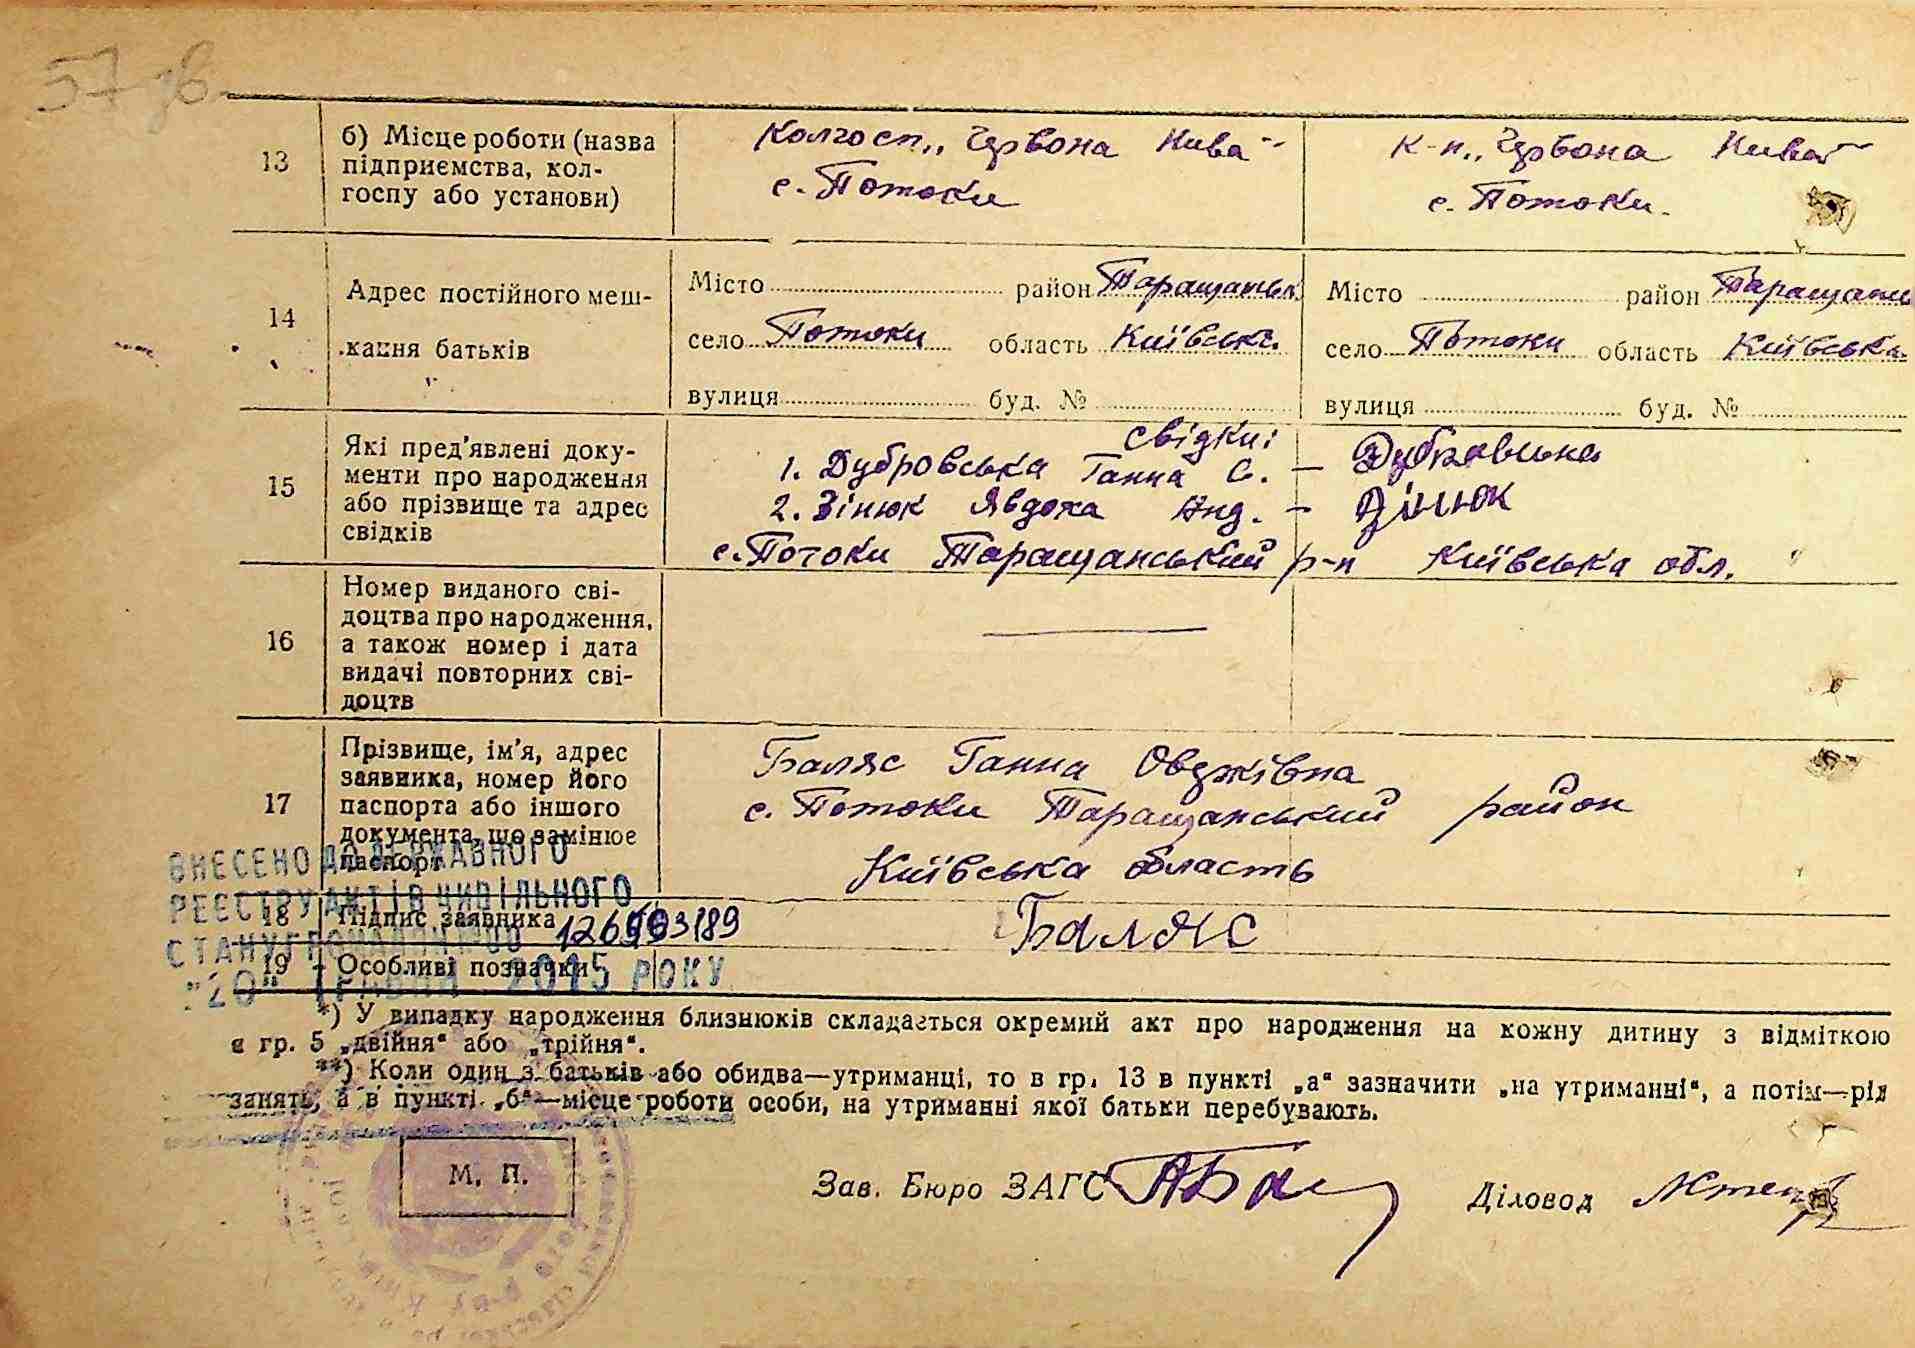 57 зв.
13
б) Місце роботи (назва
підприємства, кол-
госпу або установи)
Колгосп „Червона Нива"
с. Потоки
к-п „Червона Нива"
с. Потоки.
14
Адрес постійного меш-
кання батьків
Місто район Таращанськ.
село Потоки область Київська.
вулиця буд. №
Місто район
село Потоки область Київська.
вулиця буд. №
15
Які пред'явлені доку-
менти про народження
або прізвище та адрес
свідків
Свідки:
1. Дубровська Ганна С. — Дубровська
2. Зінюк Явдоха Анд. — Зінюк
с. Потоки Таращанський р-н Київська обл.
16
Номер виданого сві-
доцтва про народження,
а також номер і дата
видачі повторних сві-
доцтв
17
Прізвище, ім'я, адрес
заявника, номер його
паспорта або іншого
документа, що замінює
паспорт
Баляс Ганна Овджівна
с. Потоки Таращанський район
Київська область
ВНЕСЕНО ДО ДЕРЖАВНОГО
РЕЄСТРУ АКТІВ ЦИВІЛЬНОГО
СТАНУ ГРОМАДЯН
"20" ТРАВНЯ 2015 РОКУ
18
Підпис заявника
Баляс
19
Особливі позначки
*) У випадку народження близнюків складається окремий акт про народження на кожну дитину з відміткою
в гр. 5 „двійня" або „трійня".
**) Коли один з батьків або обидва—утриманці, то в гр. 13 в пункті „а" зазначити „на утриманні", а потім—рід
занять, а в пункті „б"—місце роботи особи, на утриманні якої батьки перебувають.
М. П.
Зав. Бюро ЗАГС
Діловод